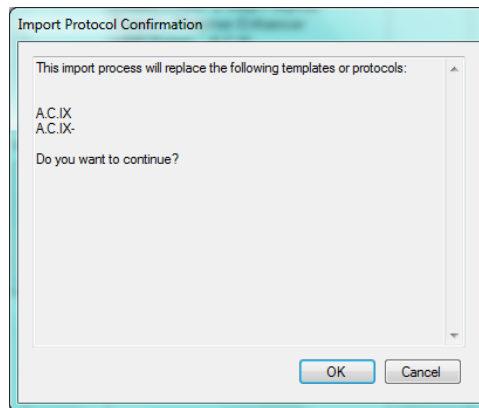 Import Protocol Confirmation
This import process will replace the following templates or protocols:
A.C.IX
A.C.IX-
Do you want to continue?
OK
Cancel